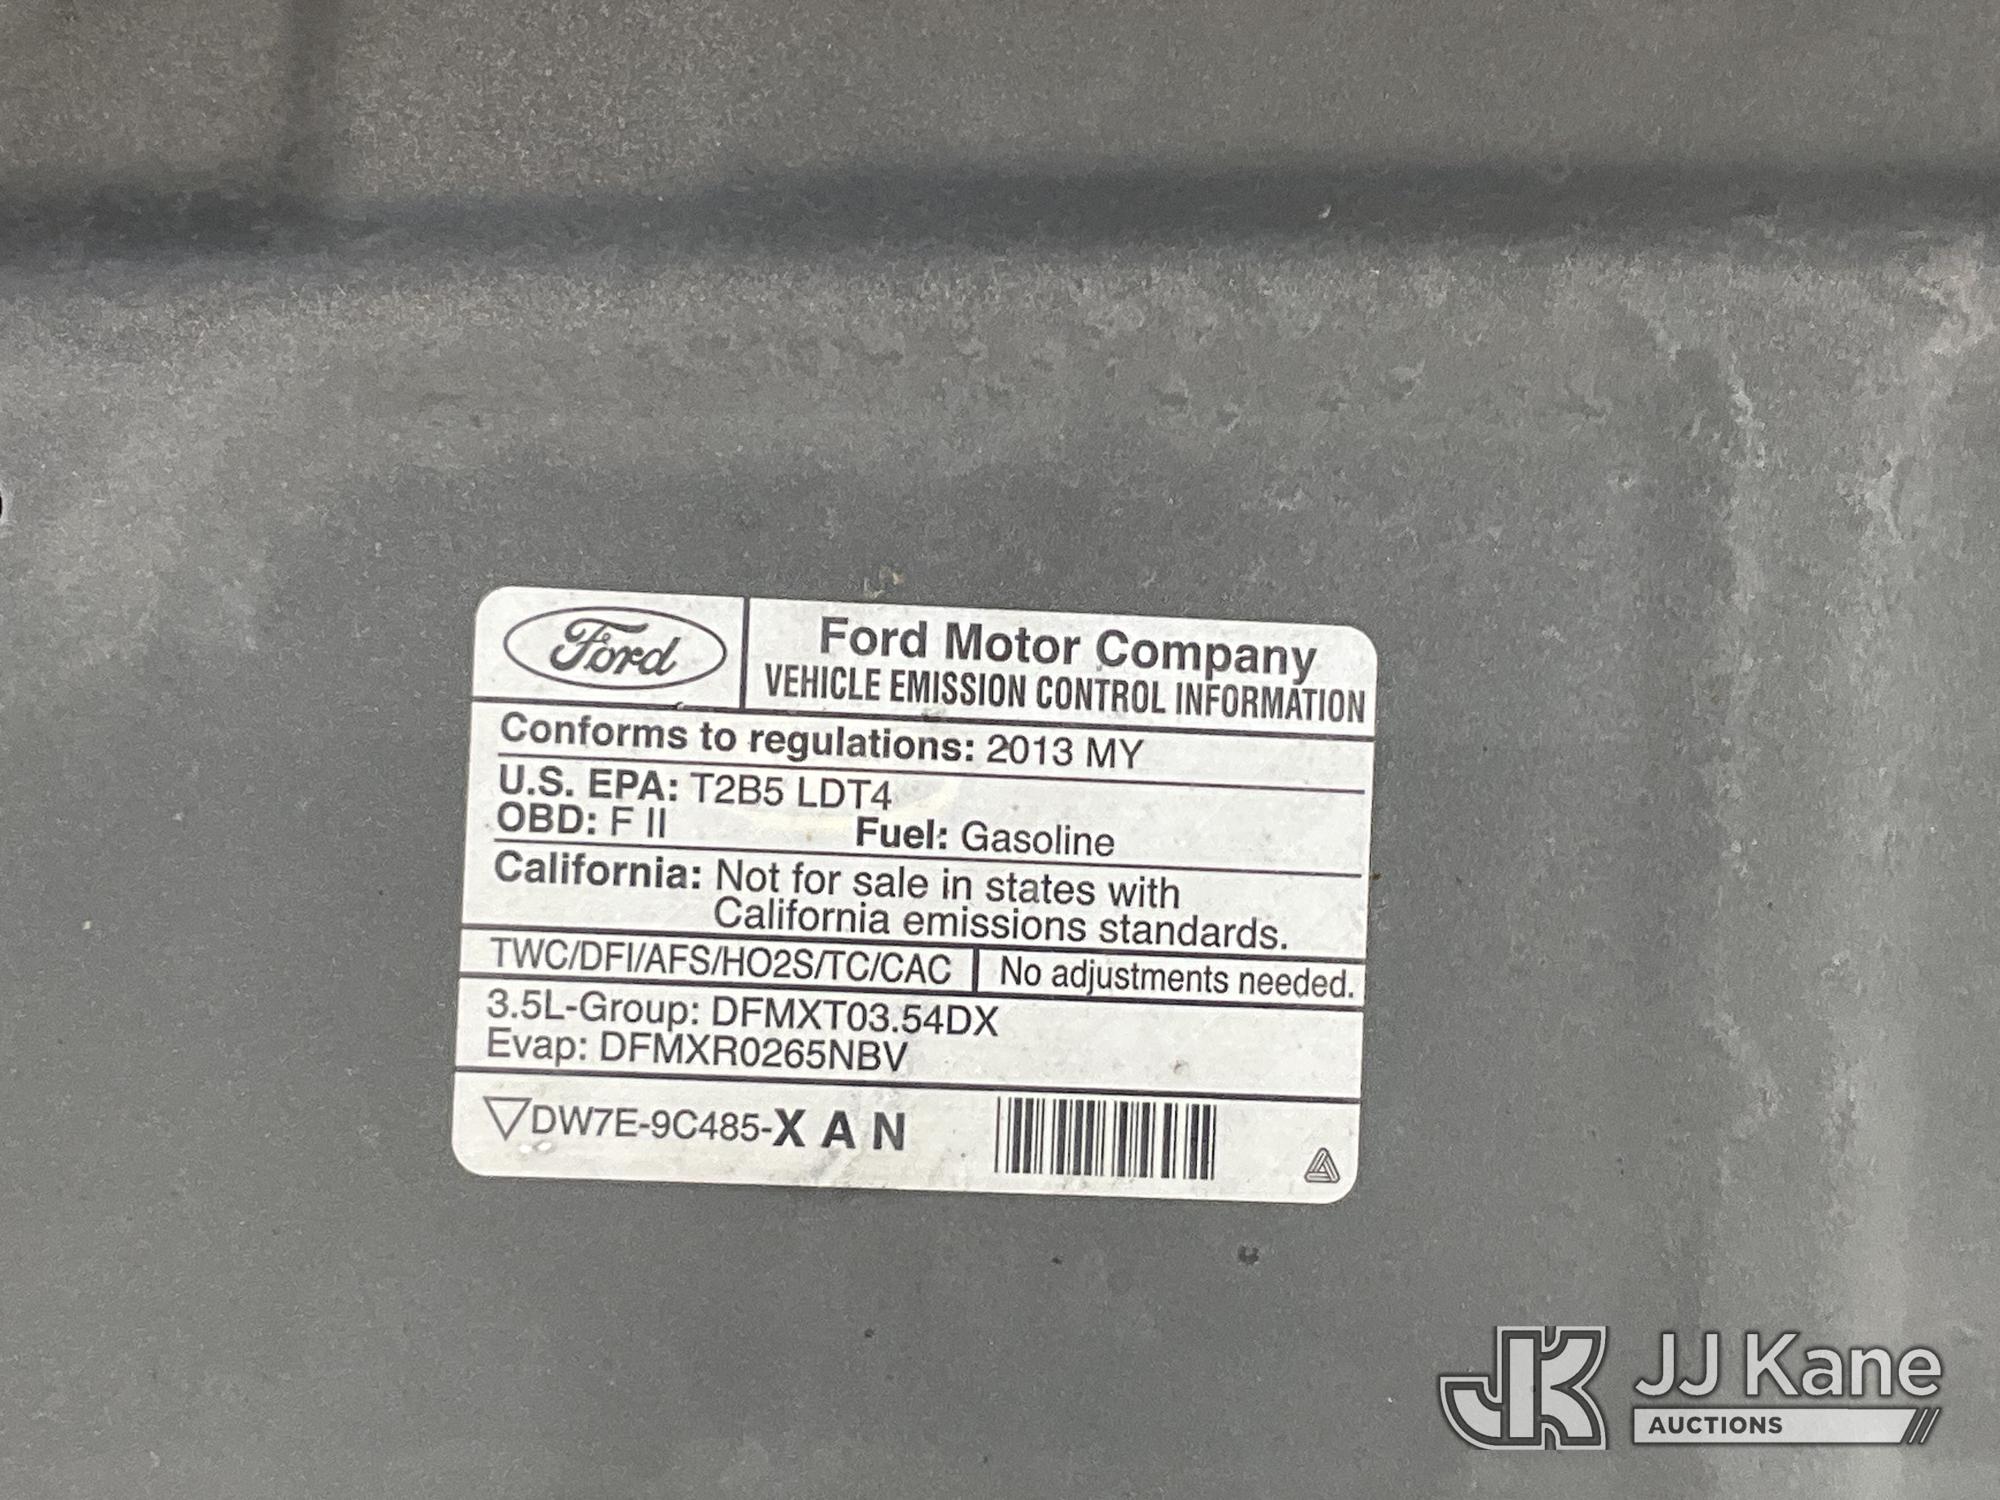 Ford
Ford Motor Company
VEHICLE EMISSION CONTROL INFORMATION
Conforms to regulations: 2013 MY
U.S. EPA: T2B5 LDT4
OBD: F II Fuel: Gasoline
California: Not for sale in states with
California emissions standards.
TWC/DFI/AFS/HO2S/TC/CAC No adjustments needed.
3.5L-Group: DFMXT03.54DX
Evap: DFMXR0265NBV
DW7E-9C485-X A N
JK JJ Kane
AUCTIONS